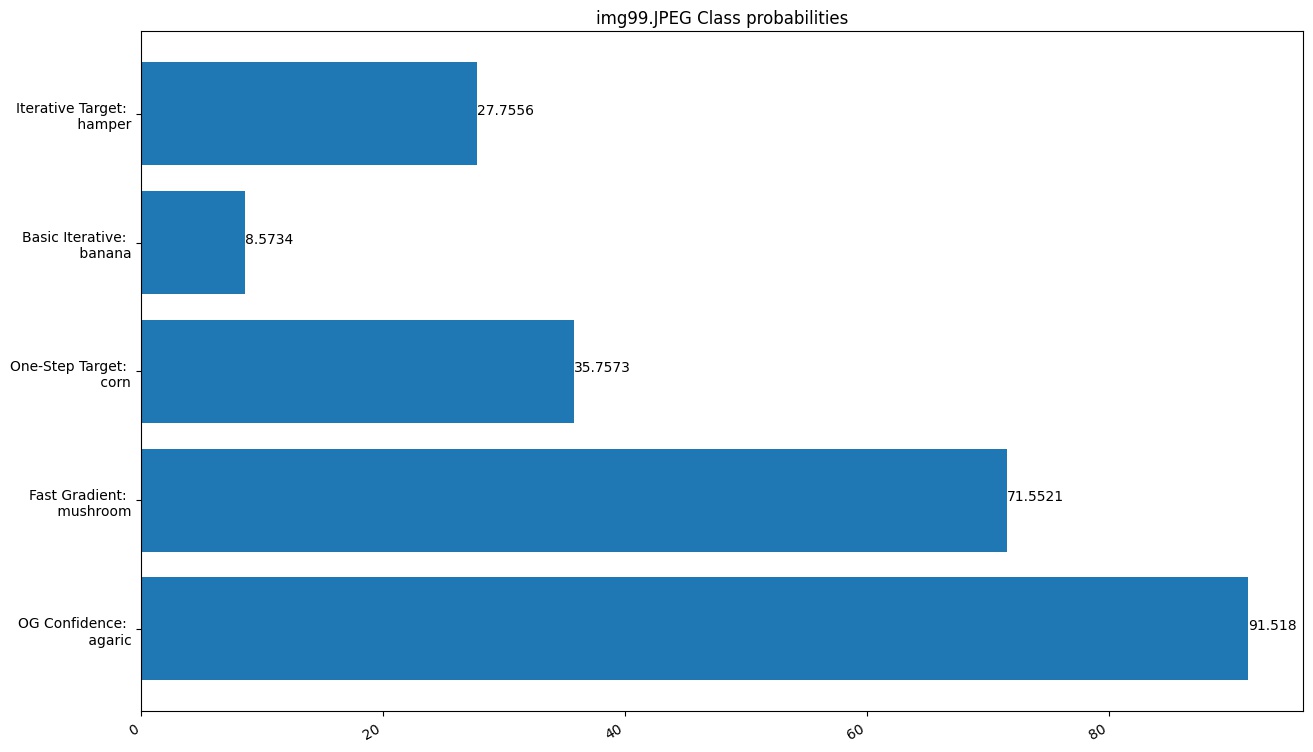 img99.JPEG Class probabilities
Iterative Target:
hamper
27.7556
Basic Iterative:
banana
8.5734
One-Step Target:
corn
35.7573
Fast Gradient:
mushroom
71.5521
OG Confidence:
agaric
91.518
0
20
40
60
80